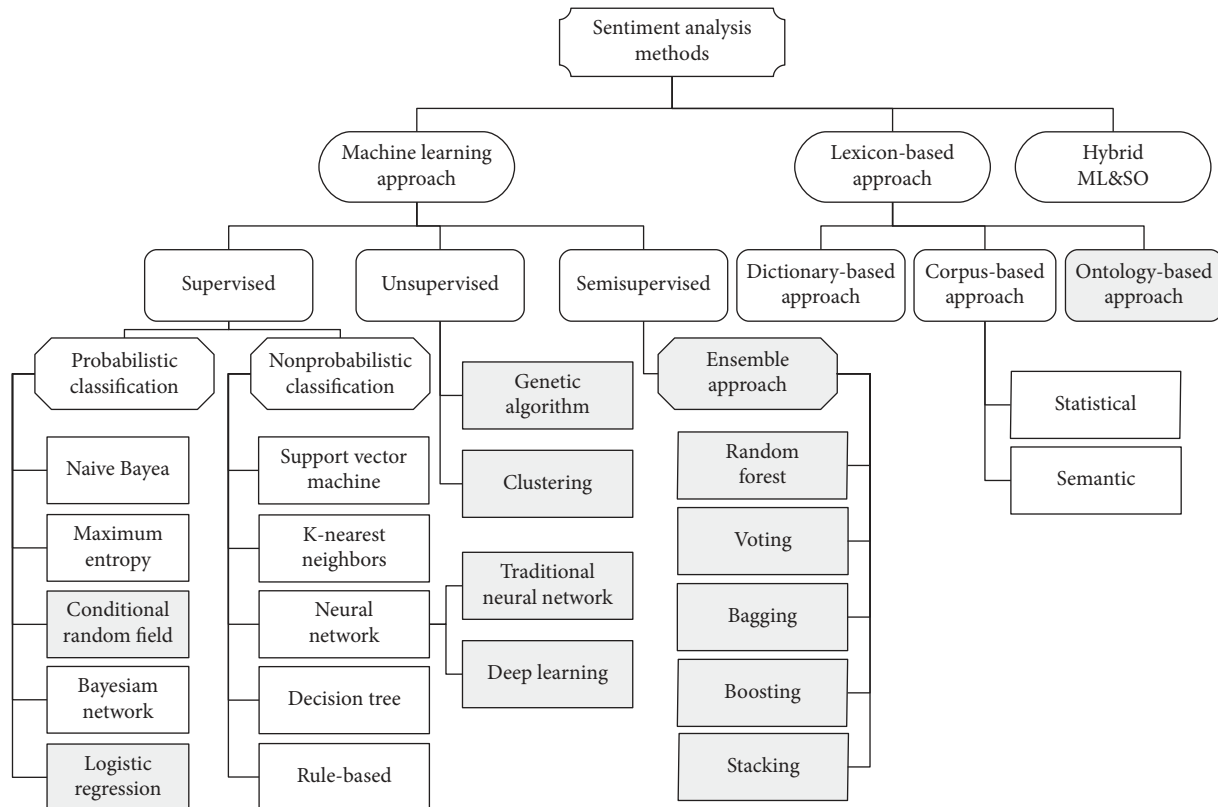 Sentiment analysis
methods
Machine learning
approach
Lexicon-based
approach
Hybrid
ML&SO
Supervised
Unsupervised
Semisupervised
Dictionary-based
approach
Corpus-based
approach
Ontology-based
approach
Probabilistic
classification
Nonprobabilistic
classification
Genetic
algorithm
Ensemble
approach
Statistical
Naive Bayea
Support vector
machine
Clustering
Random
forest
Semantic
Maximum
entropy
K-nearest
neighbors
Traditional
neural network
Voting
Conditional
random field
Neural
network
Deep learning
Bagging
Bayesiam
network
Decision tree
Boosting
Logistic
regression
Rule-based
Stacking